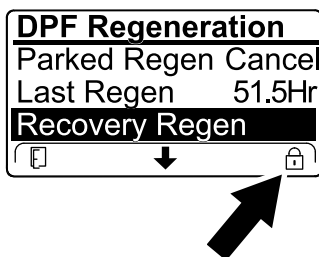 DPF Regeneration
Parked Regen Cancel
Last Regen 51.5Hr
Recovery Regen